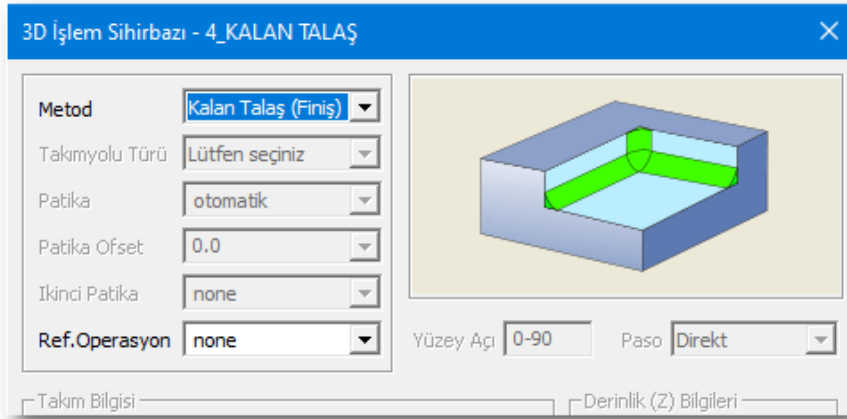 3D İşlem Sihirbazı - 4_KALAN TALAŞ
Metod Kalan Talaş (Finiş)
Takımyolu Türü Lütfen seçiniz
Patika otomatik
Patika Ofset 0.0
Ikinci Patika none
Ref.Operasyon none
Yüzey Açı 0-90 Paso Direkt
Takım Bilgisi Derinlik (Z) Bilgileri